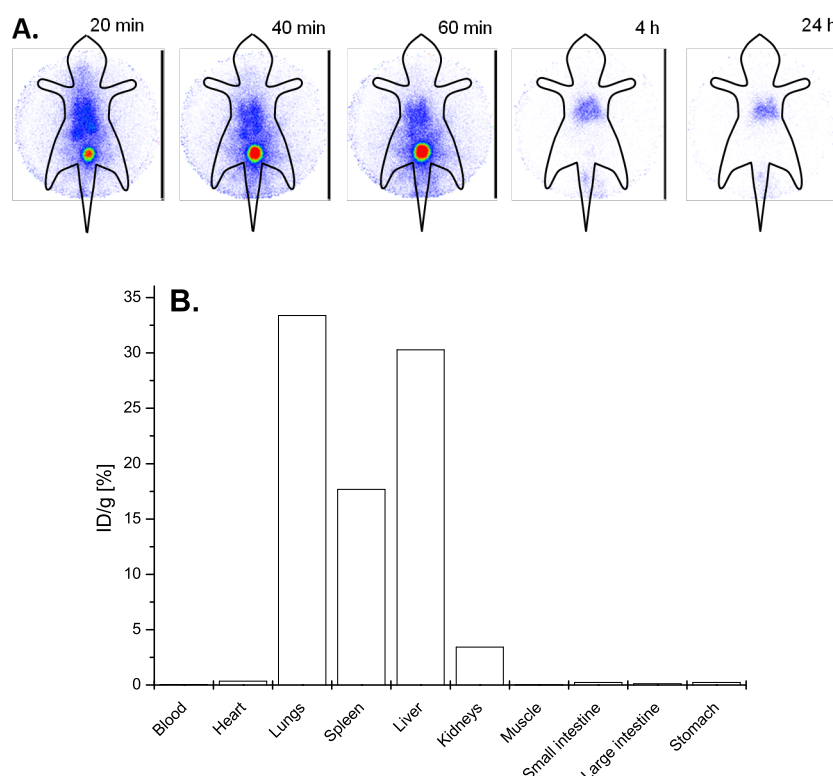 A.
20 min
40 min
60 min
4 h
24 h
B.
ID/g [%]
35
30
25
20
15
10
5
0
Blood
Heart
Lungs
Spleen
Liver
Kidneys
Muscle
Small intestine
Large intestine
Stomach